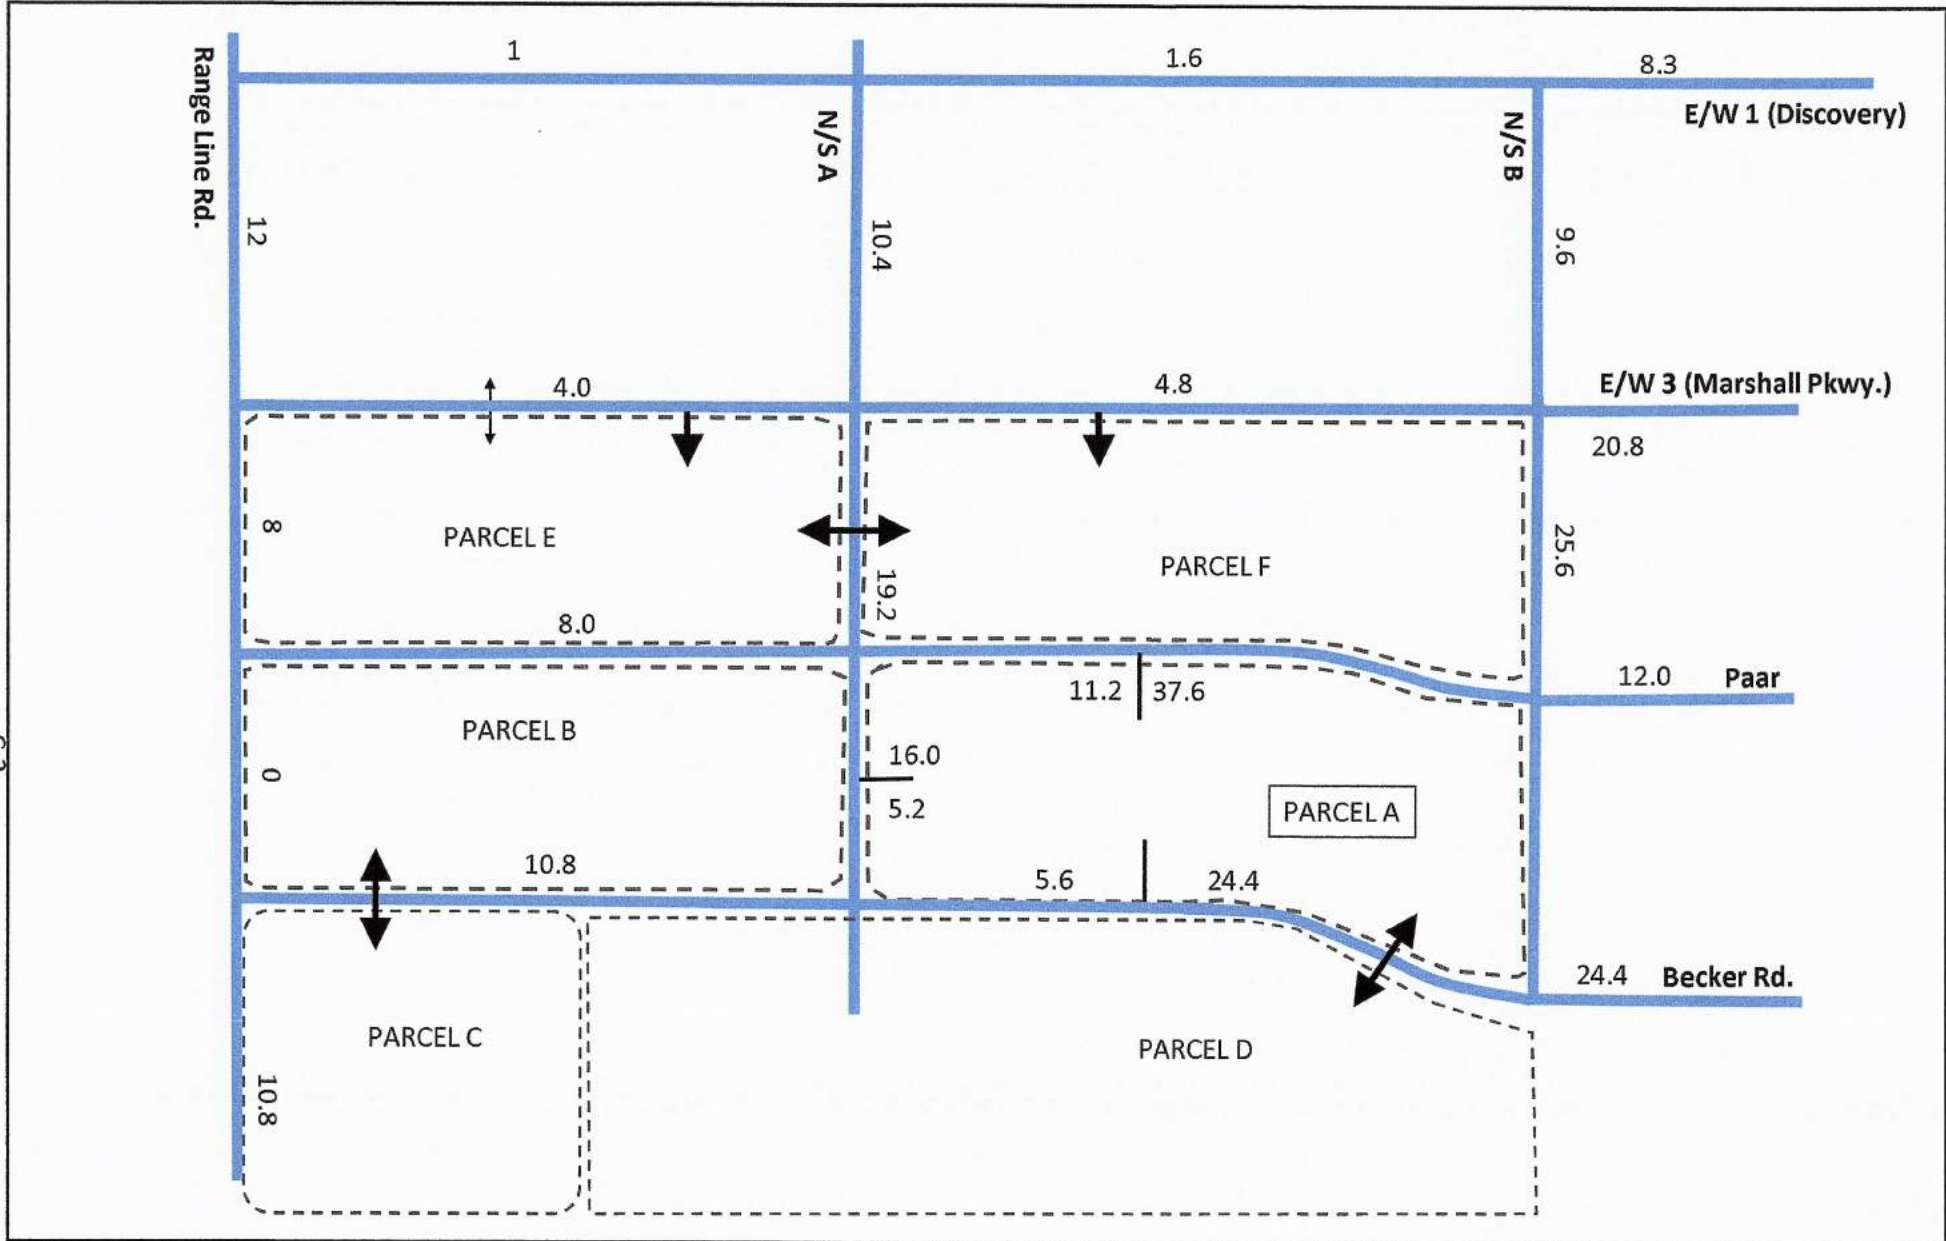 1
1.6
8.3
E/W 1 (Discovery)
Range Line Rd.
N/S A
N/S B
12
10.4
9.6
4.0
4.8
E/W 3 (Marshall Pkwy.)
20.8
8
PARCEL E
19.2
PARCEL F
25.6
8.0
12.0 Paar
11.2 37.6
PARCEL B
0
16.0
5.2
PARCEL A
10.8
5.6 24.4
24.4 Becker Rd.
PARCEL C
PARCEL D
10.8